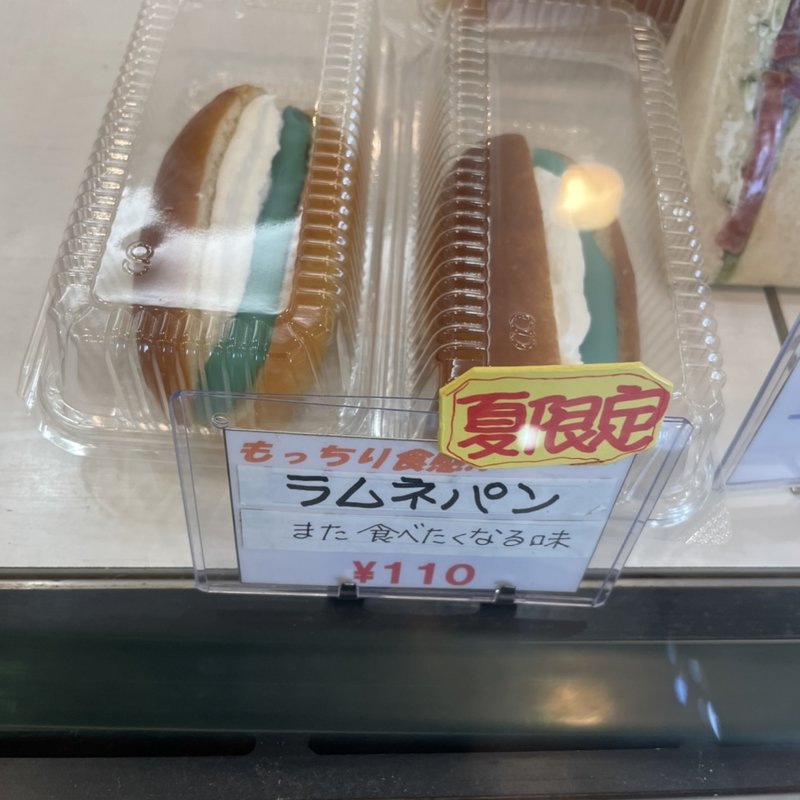 夏限定
もっちり食感
ラムネパン
また食べたくなる味
¥110